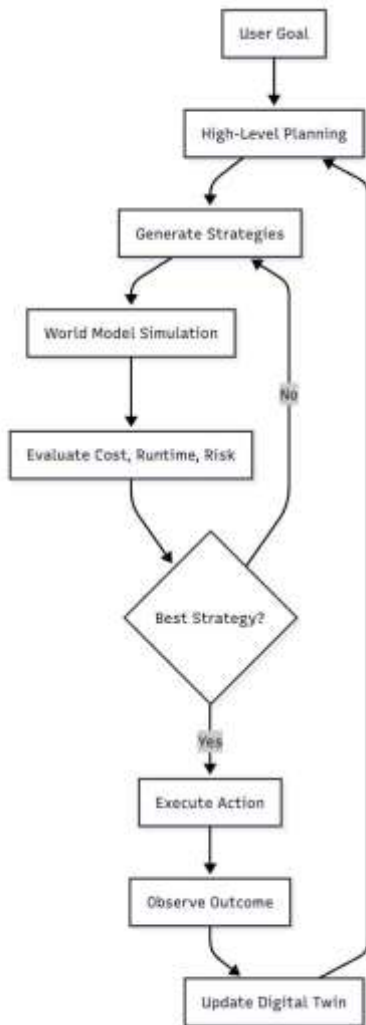 User Goal
High-Level Planning
Generate Strategies
World Model Simulation
No
Evaluate Cost, Runtime, Risk
Best Strategy?
Yes
Execute Action
Observe Outcome
Update Digital Twin